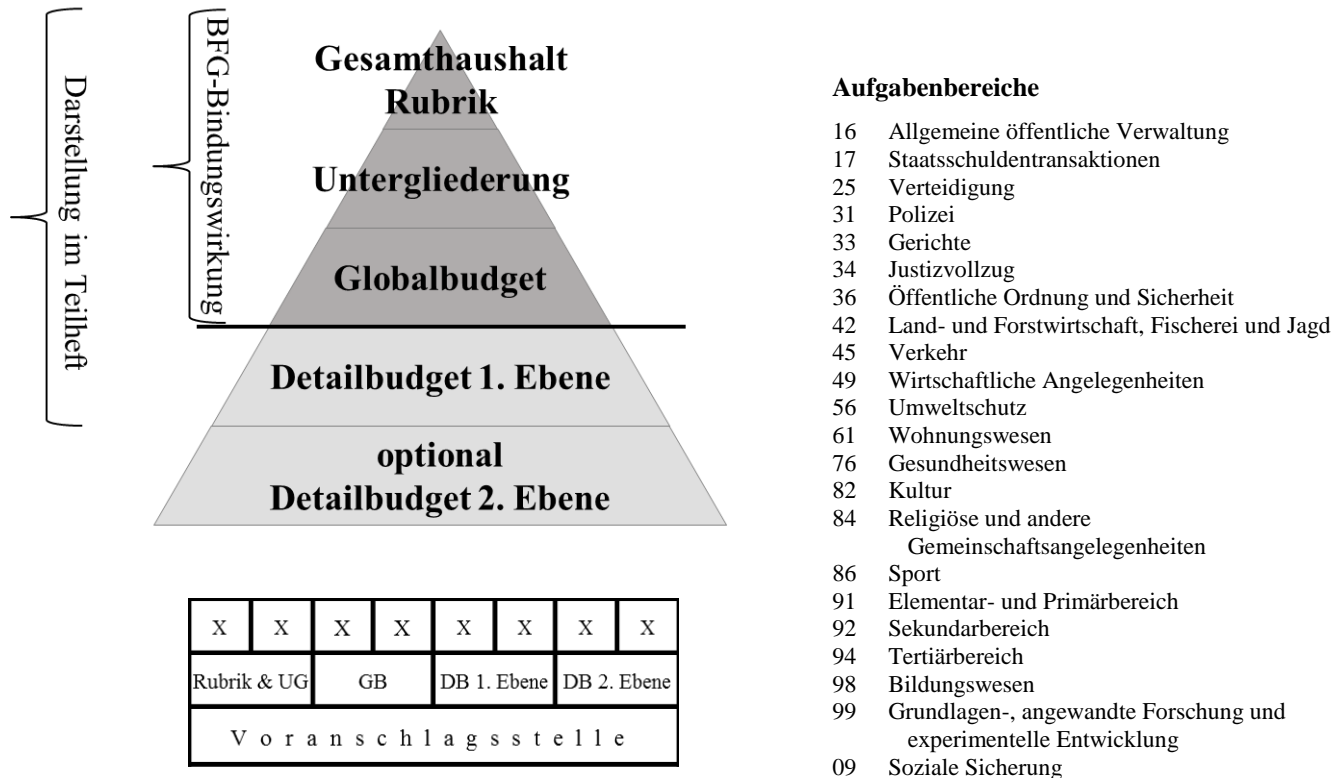 Darstellung im Teilheft
BFG-Bindungswirkung
Gesamthaushalt
Rubrik
Untergliederung
Globalbudget
Detailbudget 1. Ebene
optional
Detailbudget 2. Ebene
X X X X X X X X
Rubrik & UG GB DB 1. Ebene DB 2. Ebene
Voranschlagsstelle
Aufgabenbereiche
16 Allgemeine öffentliche Verwaltung
17 Staatsschuldentransaktionen
25 Verteidigung
31 Polizei
33 Gerichte
34 Justizvollzug
36 Öffentliche Ordnung und Sicherheit
42 Land- und Forstwirtschaft, Fischerei und Jagd
45 Verkehr
49 Wirtschaftliche Angelegenheiten
56 Umweltschutz
61 Wohnungswesen
76 Gesundheitswesen
82 Kultur
84 Religiöse und andere
Gemeinschaftsangelegenheiten
86 Sport
91 Elementar- und Primärbereich
92 Sekundarbereich
94 Tertiärbereich
98 Bildungswesen
99 Grundlagen-, angewandte Forschung und
experimentelle Entwicklung
09 Soziale Sicherung